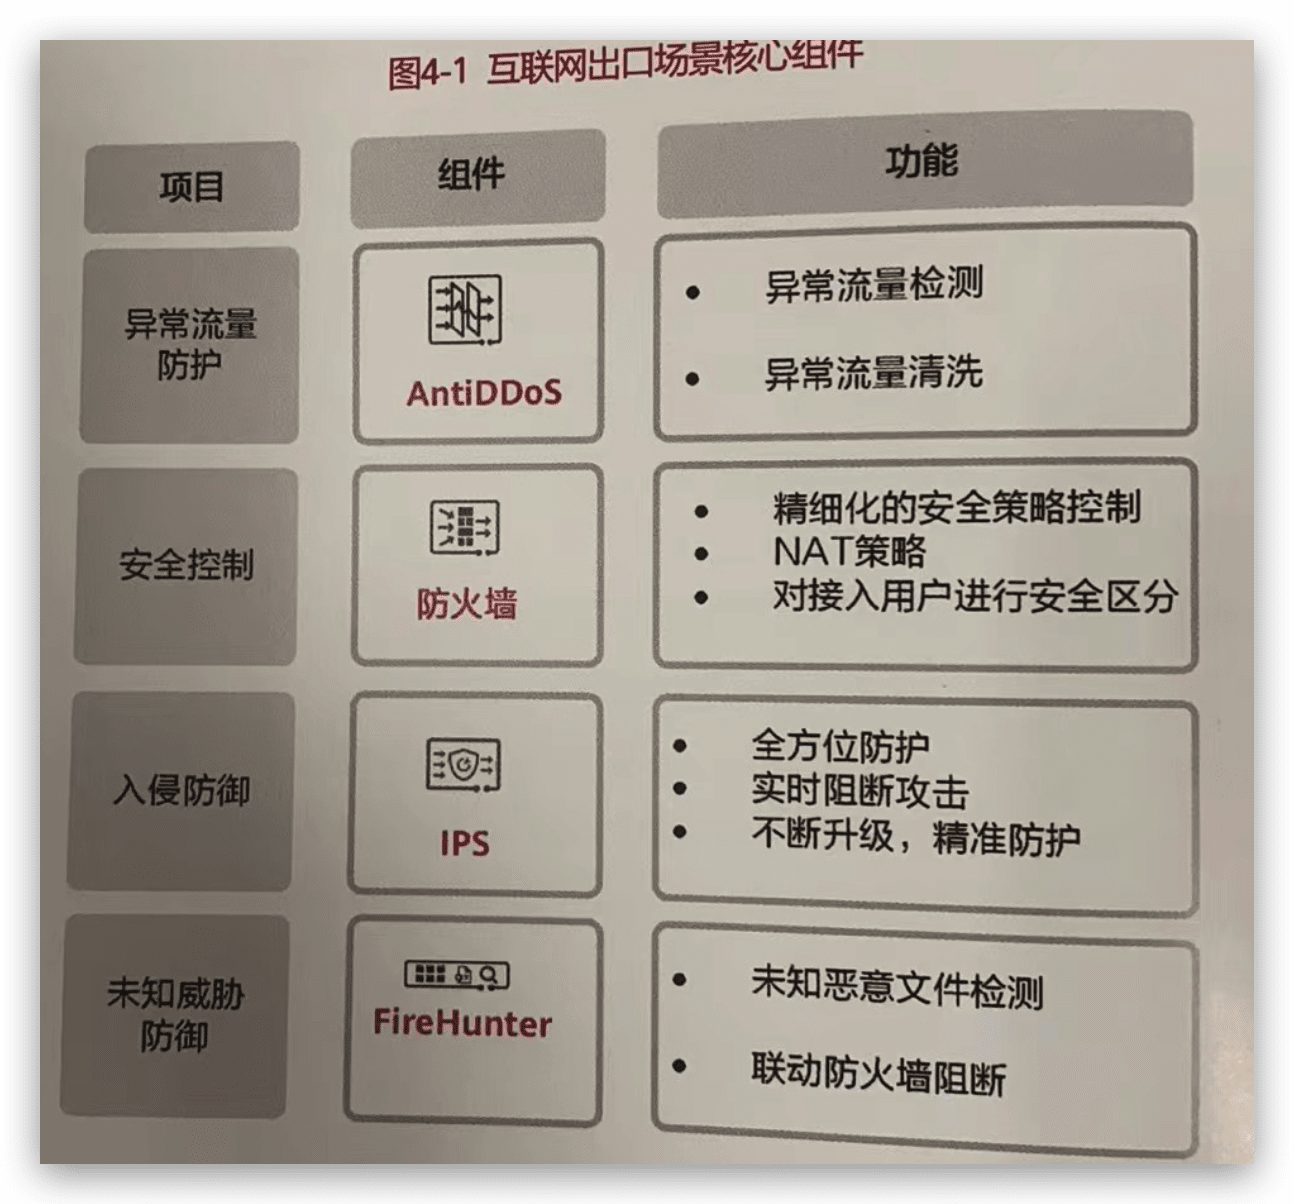 图4-1 互联网出口场景核心组件
项目
组件
功能
异常流量
防护
AntiDDoS
• 异常流量检测
• 异常流量清洗
安全控制
防火墙
• 精细化的安全策略控制
• NAT策略
• 对接入用户进行安全区分
入侵防御
IPS
• 全方位防护
• 实时阻断攻击
• 不断升级，精准防护
未知威胁
防御
FireHunter
• 未知恶意文件检测
• 联动防火墙阻断